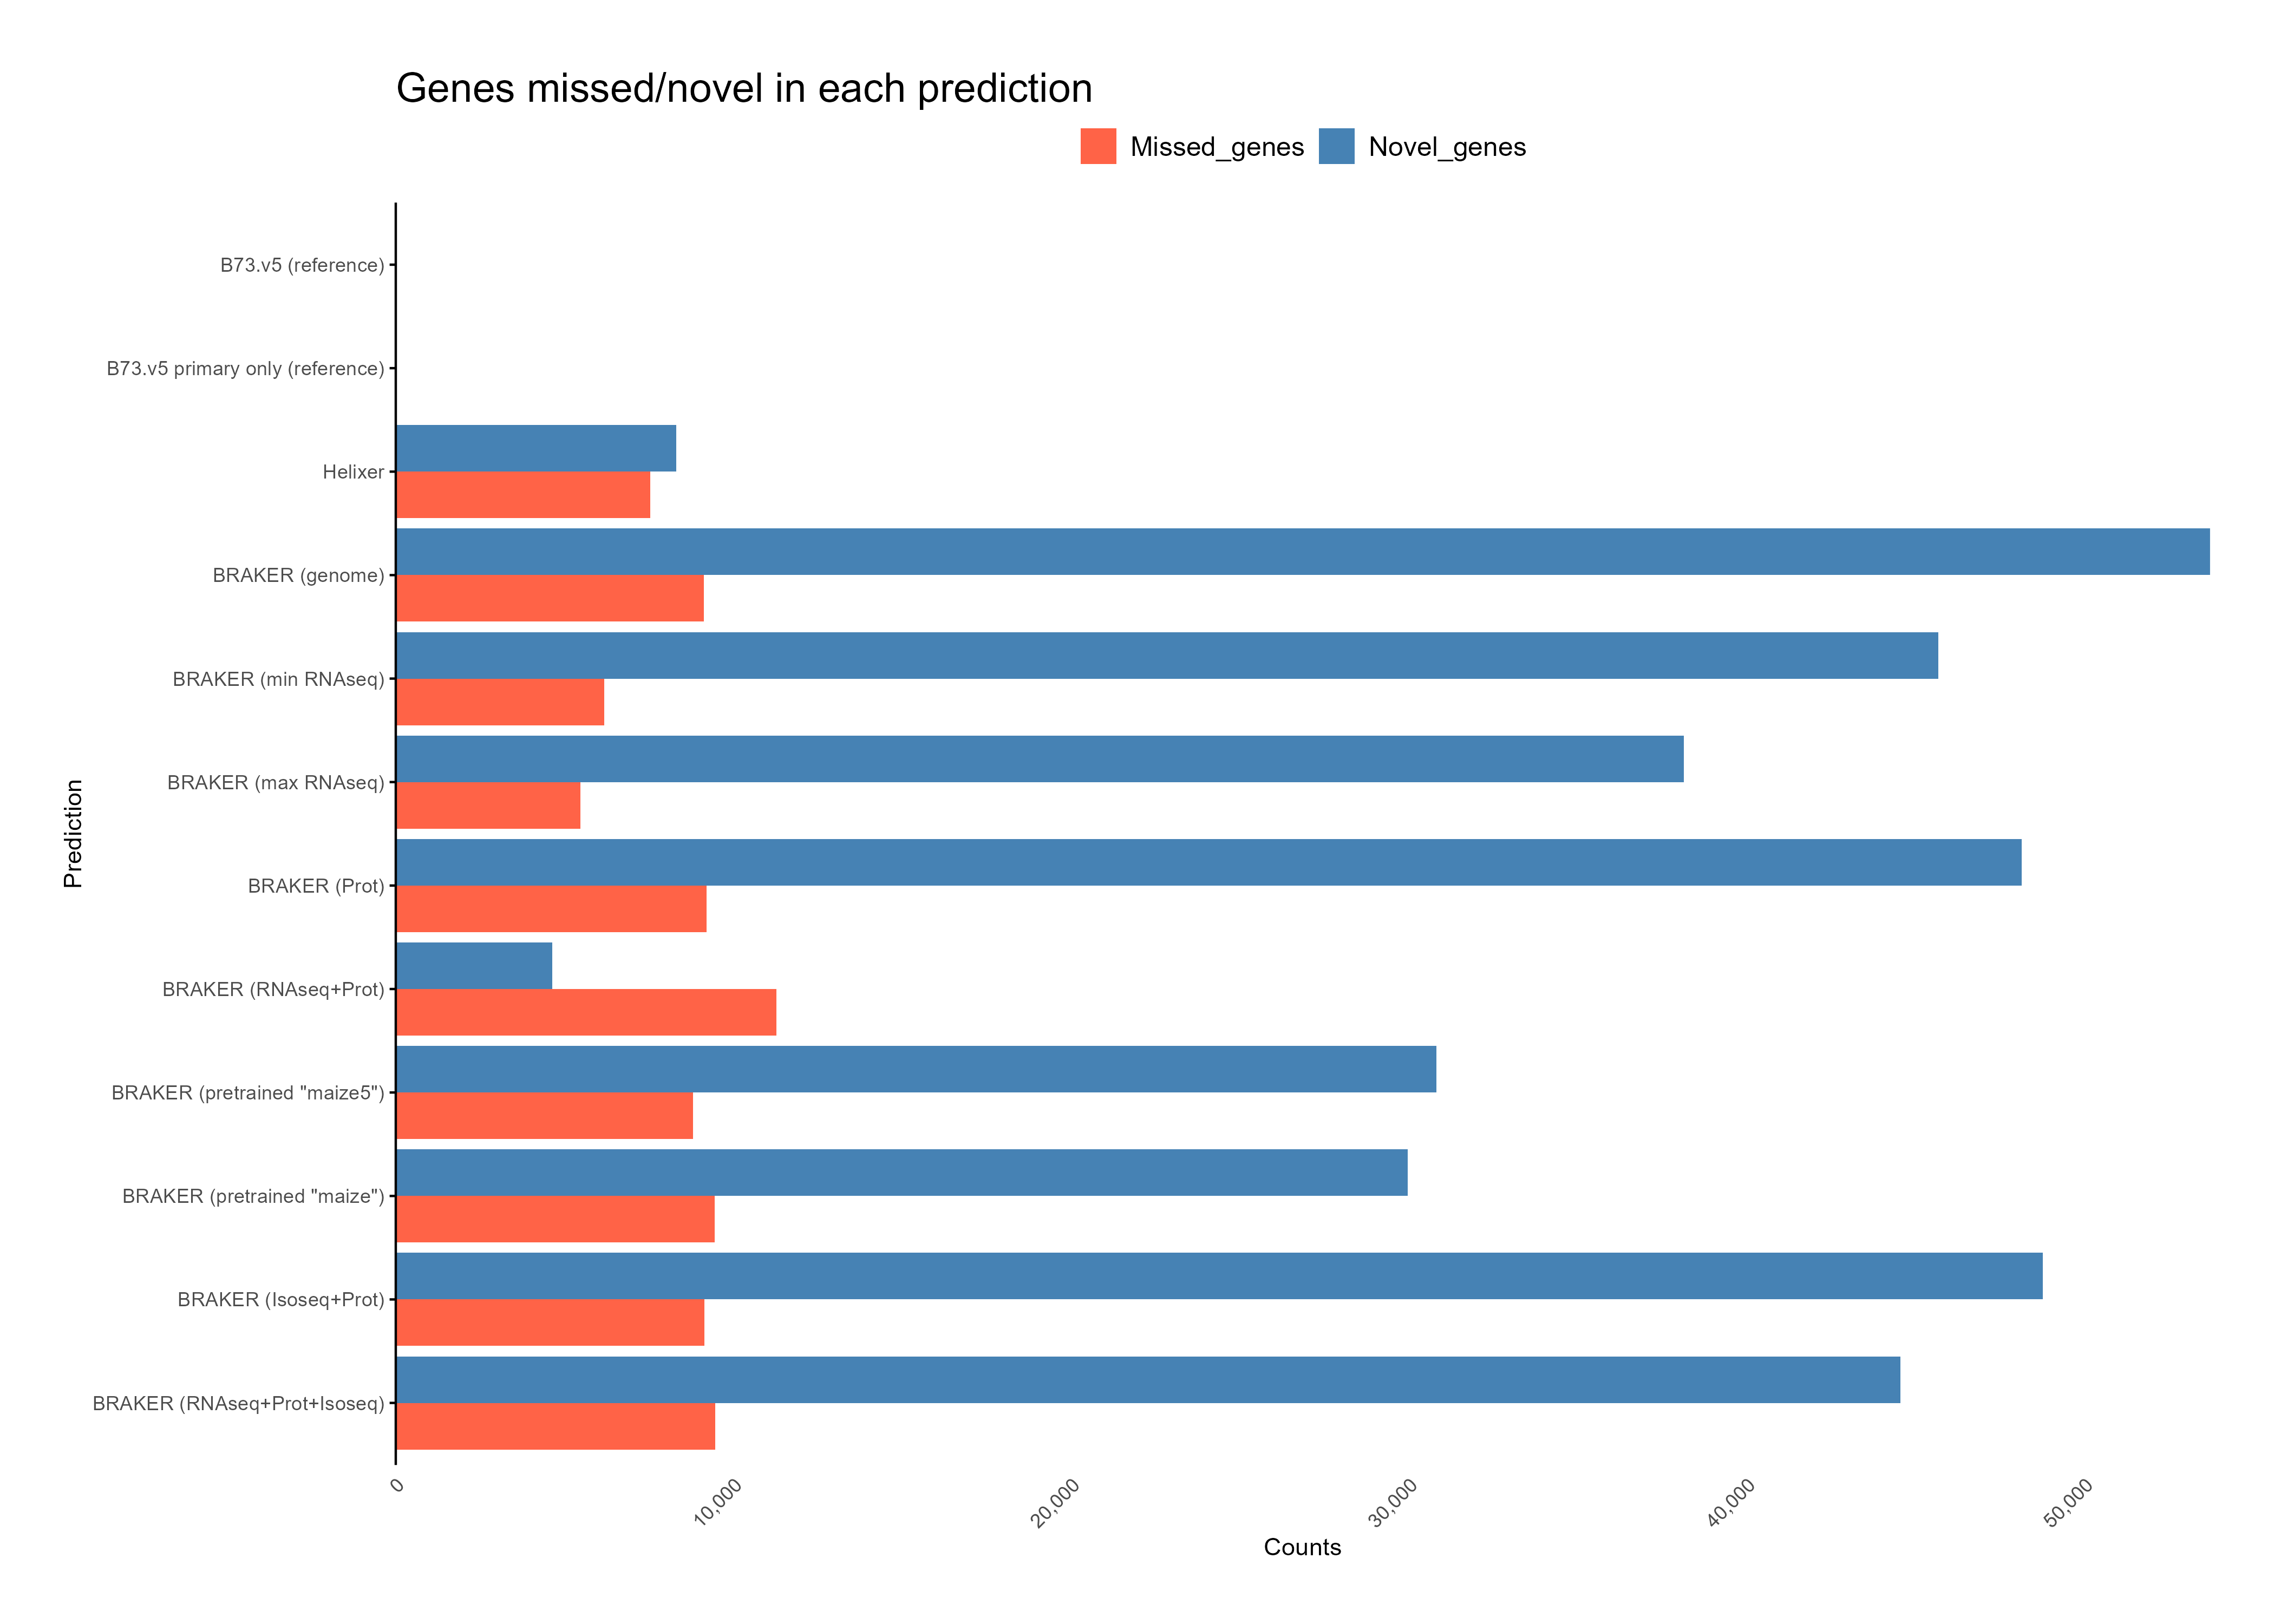 Genes missed/novel in each prediction
Missed_genes Novel_genes
B73.v5 (reference)
B73.v5 primary only (reference)
Helixer
BRAKER (genome)
BRAKER (min RNAseq)
BRAKER (max RNAseq)
BRAKER (Prot)
BRAKER (RNAseq+Prot)
BRAKER (pretrained "maize5")
BRAKER (pretrained "maize")
BRAKER (Isoseq+Prot)
BRAKER (RNAseq+Prot+Isoseq)
Prediction
0 10,000 20,000 30,000 40,000 50,000
Counts